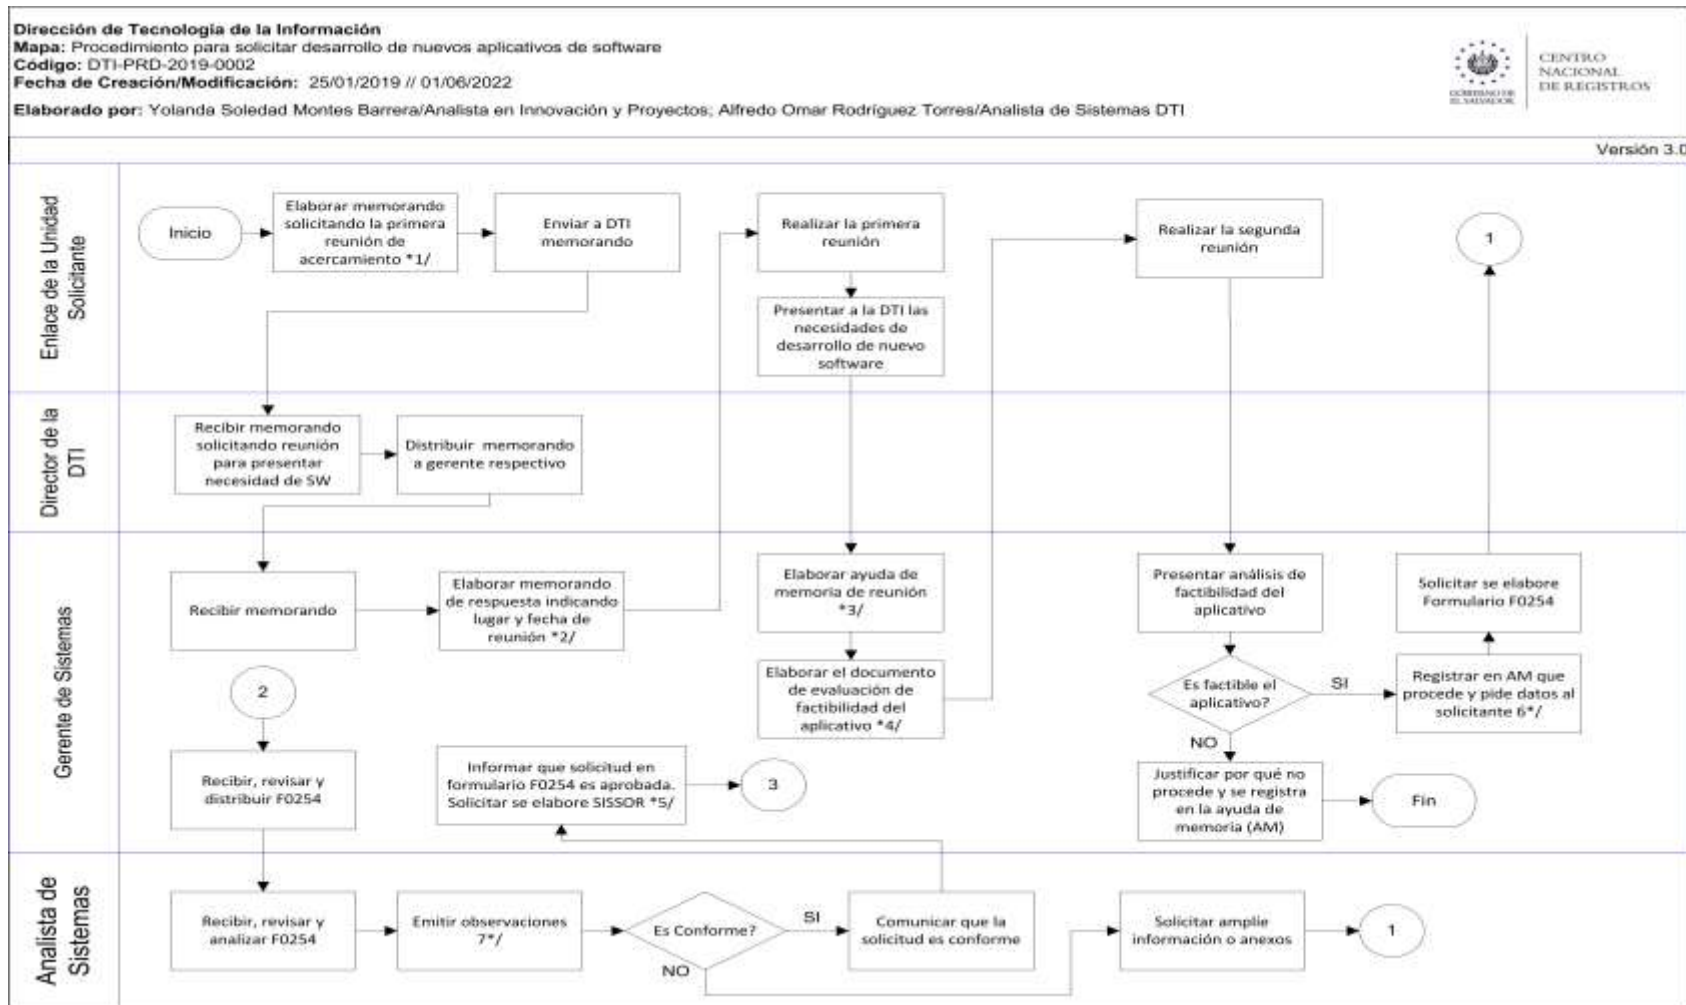 Dirección de Tecnología de la Información
Mapa: Procedimiento para solicitar desarrollo de nuevos aplicativos de software
Código: DTI-PRD-2019-0002
Fecha de Creación/Modificación: 25/01/2019 // 01/06/2022
Elaborado por: Yolanda Soledad Montes Barrera/Analista en Innovación y Proyectos; Alfredo Omar Rodríguez Torres/Analista de Sistemas DTI
GOBIERNO DE
EL SALVADOR
CENTRO
NACIONAL
DE REGISTROS
Versión 3.0
Enlace de la Unidad
Solicitante
Inicio
Elaborar memorando
solicitando la primera
reunión de
acercamiento *1/
Enviar a DTI
memorando
Realizar la primera
reunión
Presentar a la DTI las
necesidades de
desarrollo de nuevo
software
Realizar la segunda
reunión
1
Director de la
DTI
Recibir memorando
solicitando reunión
para presentar
necesidad de SW
Distribuir memorando
a gerente respectivo
Gerente de Sistemas
Recibir memorando
Elaborar memorando
de respuesta indicando
lugar y fecha de
reunión *2/
Elaborar ayuda de
memoria de reunión
*3/
Elaborar el documento
de evaluación de
factibilidad del
aplicativo *4/
Presentar análisis de
factibilidad del
aplicativo
Es factible el
aplicativo?
SI
NO
Registrar en AM que
procede y pide datos al
solicitante 6*/
Solicitar se elabore
Formulario F0254
Justificar por qué no
procede y se registra
en la ayuda de
memoria (AM)
Fin
2
Recibir, revisar y
distribuir F0254
Informar que solicitud en
formulario F0254 es aprobada.
Solicitar se elabore SISSOR *5/
3
Analista de
Sistemas
Recibir, revisar y
analizar F0254
Emitir observaciones
7*/
Es Conforme?
SI
NO
Comunicar que la
solicitud es conforme
Solicitar amplíe
información o anexos
1